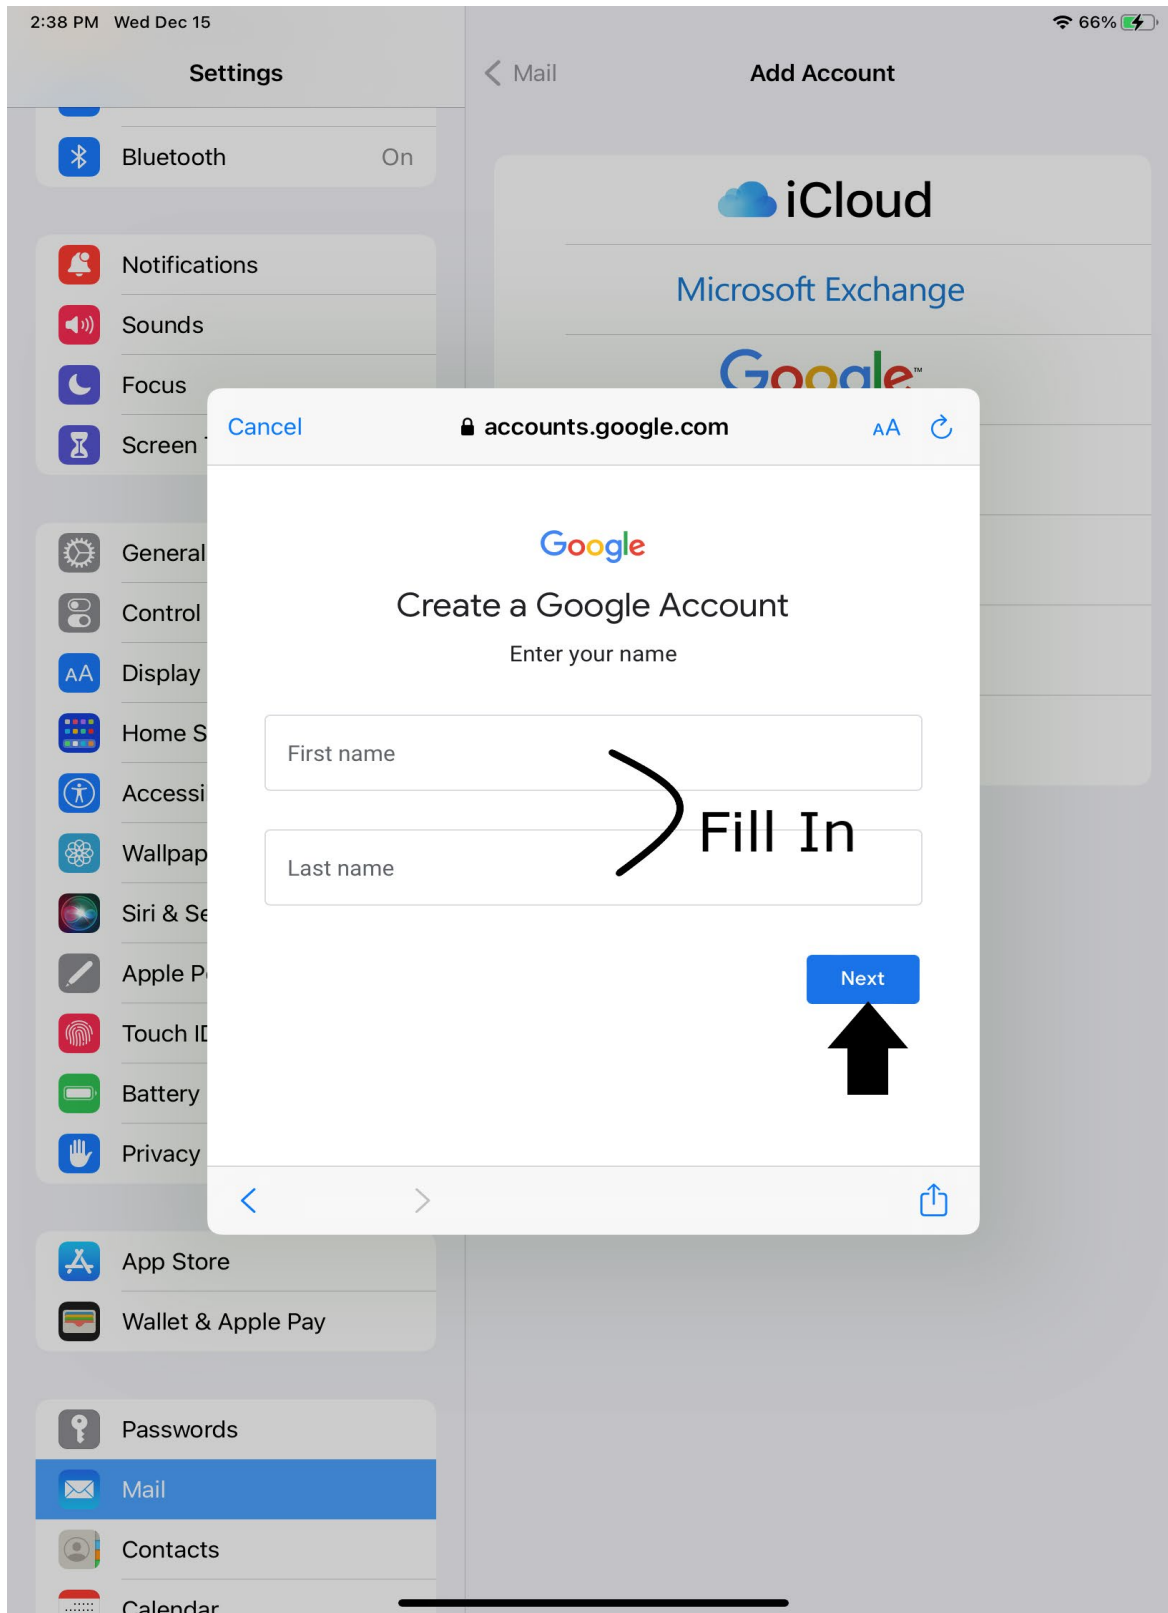 2:38 PM Wed Dec 15
66%
Settings
Mail
Add Account
Bluetooth On
iCloud
Notifications
Microsoft Exchange
Sounds
Google™
Focus
Screen
Cancel
accounts.google.com
AA
General
Google
Control
Create a Google Account
Enter your name
AA Display
Home S
First name
Accessi
Fill In
Wallpap
Last name
Siri & Se
Apple P
Next
Touch ID
Battery
Privacy
App Store
Wallet & Apple Pay
Passwords
Mail
Contacts
Calendar